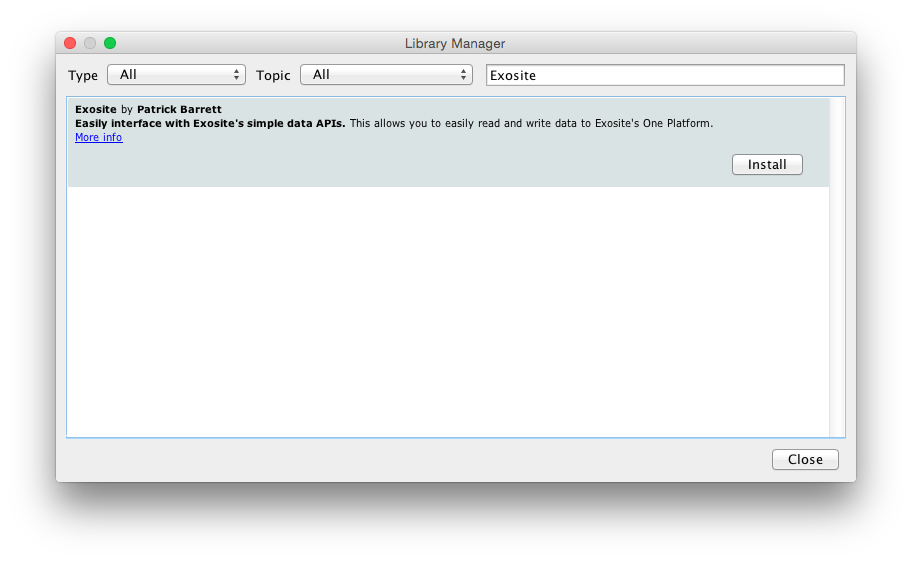 Library Manager
Type All Topic All Exosite
Exosite by Patrick Barrett
Easily interface with Exosite's simple data APIs. This allows you to easily read and write data to Exosite's One Platform.
More info
Install
Close